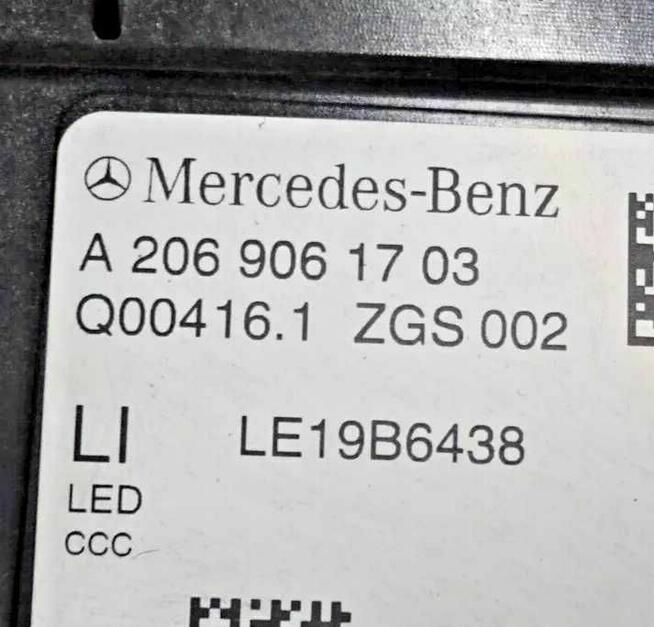 Mercedes-Benz
A 206 906 17 03
Q00416.1 ZGS 002
LI LE19B6438
LED
CCC